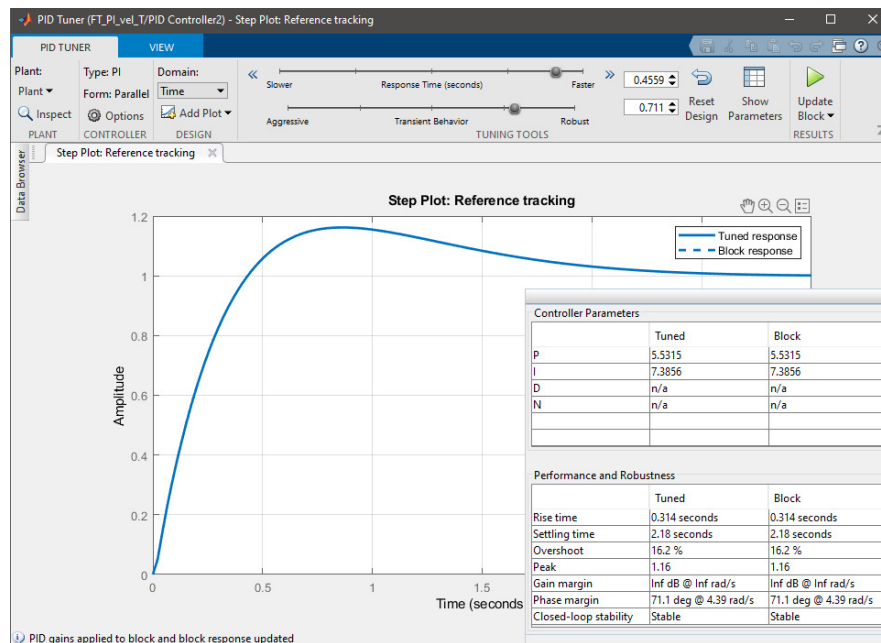 PID Tuner (FT_PI_vel_T/PID Controller2) - Step Plot: Reference tracking
PID TUNER VIEW
Plant: Type: PI Domain:
Plant Form: Parallel Time Slower Response Time (seconds) Faster 0.4559
Inspect Options Add Plot Aggressive Transient Behavior Robust 0.711 Reset Design Show Parameters Update Block
PLANT CONTROLLER DESIGN TUNING TOOLS RESULTS
Data Browser
Step Plot: Reference tracking
Step Plot: Reference tracking
Tuned response
Block response
Amplitude
1.2
1
0.8
0.6
0.4
0.2
0
0 0.5 1 1.5
Time (seconds
Controller Parameters
Tuned Block
P 5.5315 5.5315
I 7.3856 7.3856
D n/a n/a
N n/a n/a
Performance and Robustness
Tuned Block
Rise time 0.314 seconds 0.314 seconds
Settling time 2.18 seconds 2.18 seconds
Overshoot 16.2 % 16.2 %
Peak 1.16 1.16
Gain margin Inf dB @ Inf rad/s Inf dB @ Inf rad/s
Phase margin 71.1 deg @ 4.39 rad/s 71.1 deg @ 4.39 rad/s
Closed-loop stability Stable Stable
PID gains applied to block and block response updated